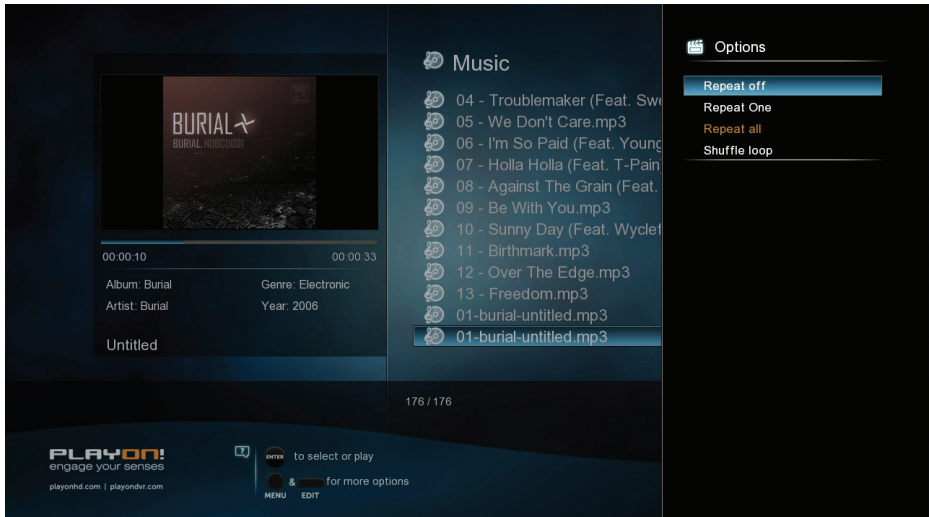 BURIAL
BURIAL HDBCD001
00:00:10 00:00:33
Album: Burial Genre: Electronic
Artist: Burial Year: 2006
Untitled
Music
04 - Troublemaker (Feat. Swe
05 - We Don't Care.mp3
06 - I'm So Paid (Feat. Young
07 - Holla Holla (Feat. T-Pain
08 - Against The Grain (Feat.
09 - Be With You.mp3
10 - Sunny Day (Feat. Wyclef
11 - Birthmark.mp3
12 - Over The Edge.mp3
13 - Freedom.mp3
01-burial-untitled.mp3
01-burial-untitled.mp3
176 / 176
Options
Repeat off
Repeat One
Repeat all
Shuffle loop
PLAYON!
engage your senses
playonhd.com | playondvr.com
?
ENTER to select or play
& for more options
MENU EDIT